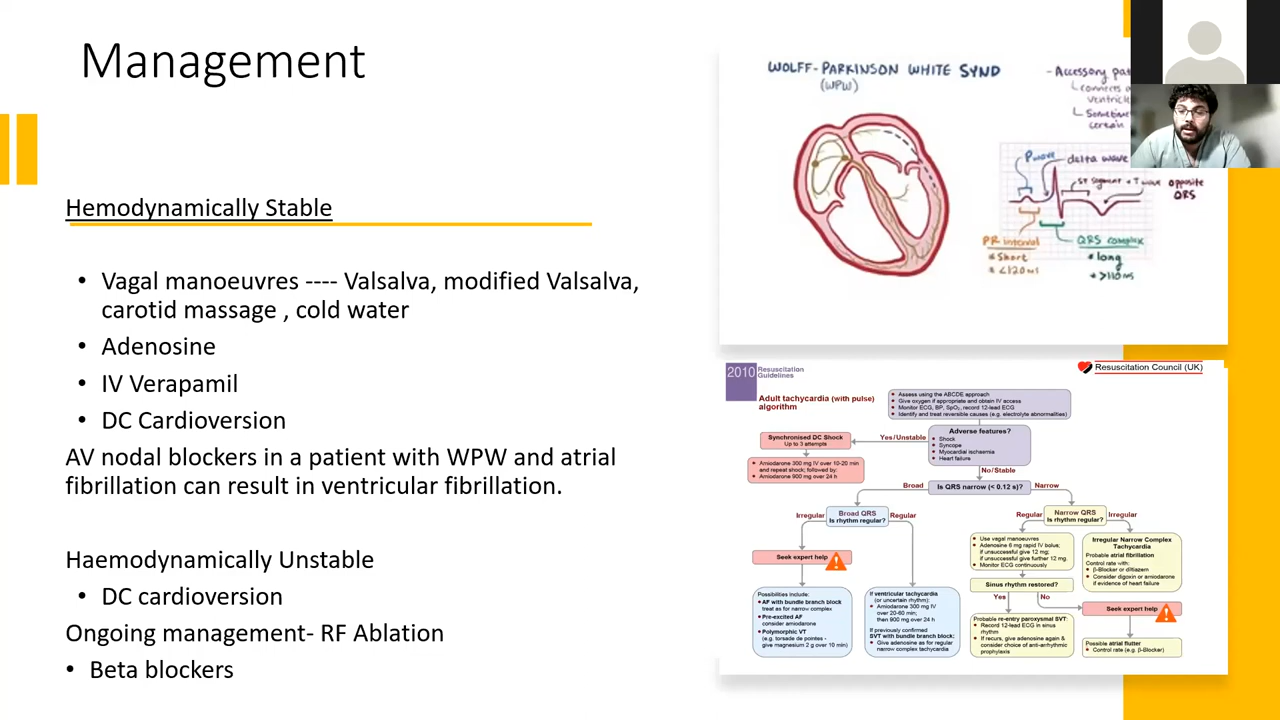 Management
Hemodynamically Stable
• Vagal manoeuvres ---- Valsalva, modified Valsalva,
carotid massage , cold water
• Adenosine
• IV Verapamil
• DC Cardioversion
AV nodal blockers in a patient with WPW and atrial
fibrillation can result in ventricular fibrillation.
Haemodynamically Unstable
• DC cardioversion
Ongoing management- RF Ablation
• Beta blockers
WOLFF-PARKINSON WHITE SYND
(WPW)
-Accessory
connects
ventricle
certain
P wave
delta wave
ST segment + T wave opposite
QRS
PR interval
* Short
* <120ms
QRS complex
* long
* >110ms
2010 Resuscitation
Guidelines
Resuscitation Council (UK)
Adult tachycardia (with pulse)
algorithm
Assess using the ABCDE approach
Give oxygen if appropriate and obtain IV access
Monitor ECG, BP, SpO₂, record 12-lead ECG
Identify and treat reversible causes (e.g. electrolyte abnormalities)
Synchronised DC Shock
Up to 3 attempts
Yes/Unstable
Adverse features?
Shock
Syncope
Myocardial ischaemia
Heart failure
Amiodarone 300 mg IV over 10-20 min
and repeat shock; followed by:
Amiodarone 900 mg over 24 h
No/Stable
Broad
Is QRS narrow (< 0.12 s)?
Narrow
Irregular
Broad QRS
Is rhythm regular?
Regular
Regular
Narrow QRS
Is rhythm regular?
Irregular
Seek expert help
Use vagal manoeuvres
Adenosine 6 mg rapid IV bolus;
if unsuccessful give 12 mg;
if unsuccessful give further 12 mg.
Monitor ECG continuously
Irregular Narrow Complex
Tachycardia
Probable atrial fibrillation
Control rate with:
β-Blocker or diltiazem
Consider digoxin or amiodarone
if evidence of heart failure
Sinus rhythm restored?
Yes
No
Seek expert help
Possibilities include:
AF with bundle branch block
treat as for narrow complex
Pre-excited AF
consider amiodarone
Polymorphic VT
(e.g. torsade de pointes -
give magnesium 2 g over 10 min)
If ventricular tachycardia
(or uncertain rhythm):
Amiodarone 300 mg IV
over 20-60 min;
then 900 mg over 24 h
If previously confirmed
SVT with bundle branch block:
Give adenosine as for regular
narrow complex tachycardia
Probable re-entry paroxysmal SVT:
Record 12-lead ECG in sinus
rhythm
If recurs, give adenosine again &
consider choice of anti-arrhythmic
prophylaxis
Possible atrial flutter
Control rate (e.g. β-Blocker)